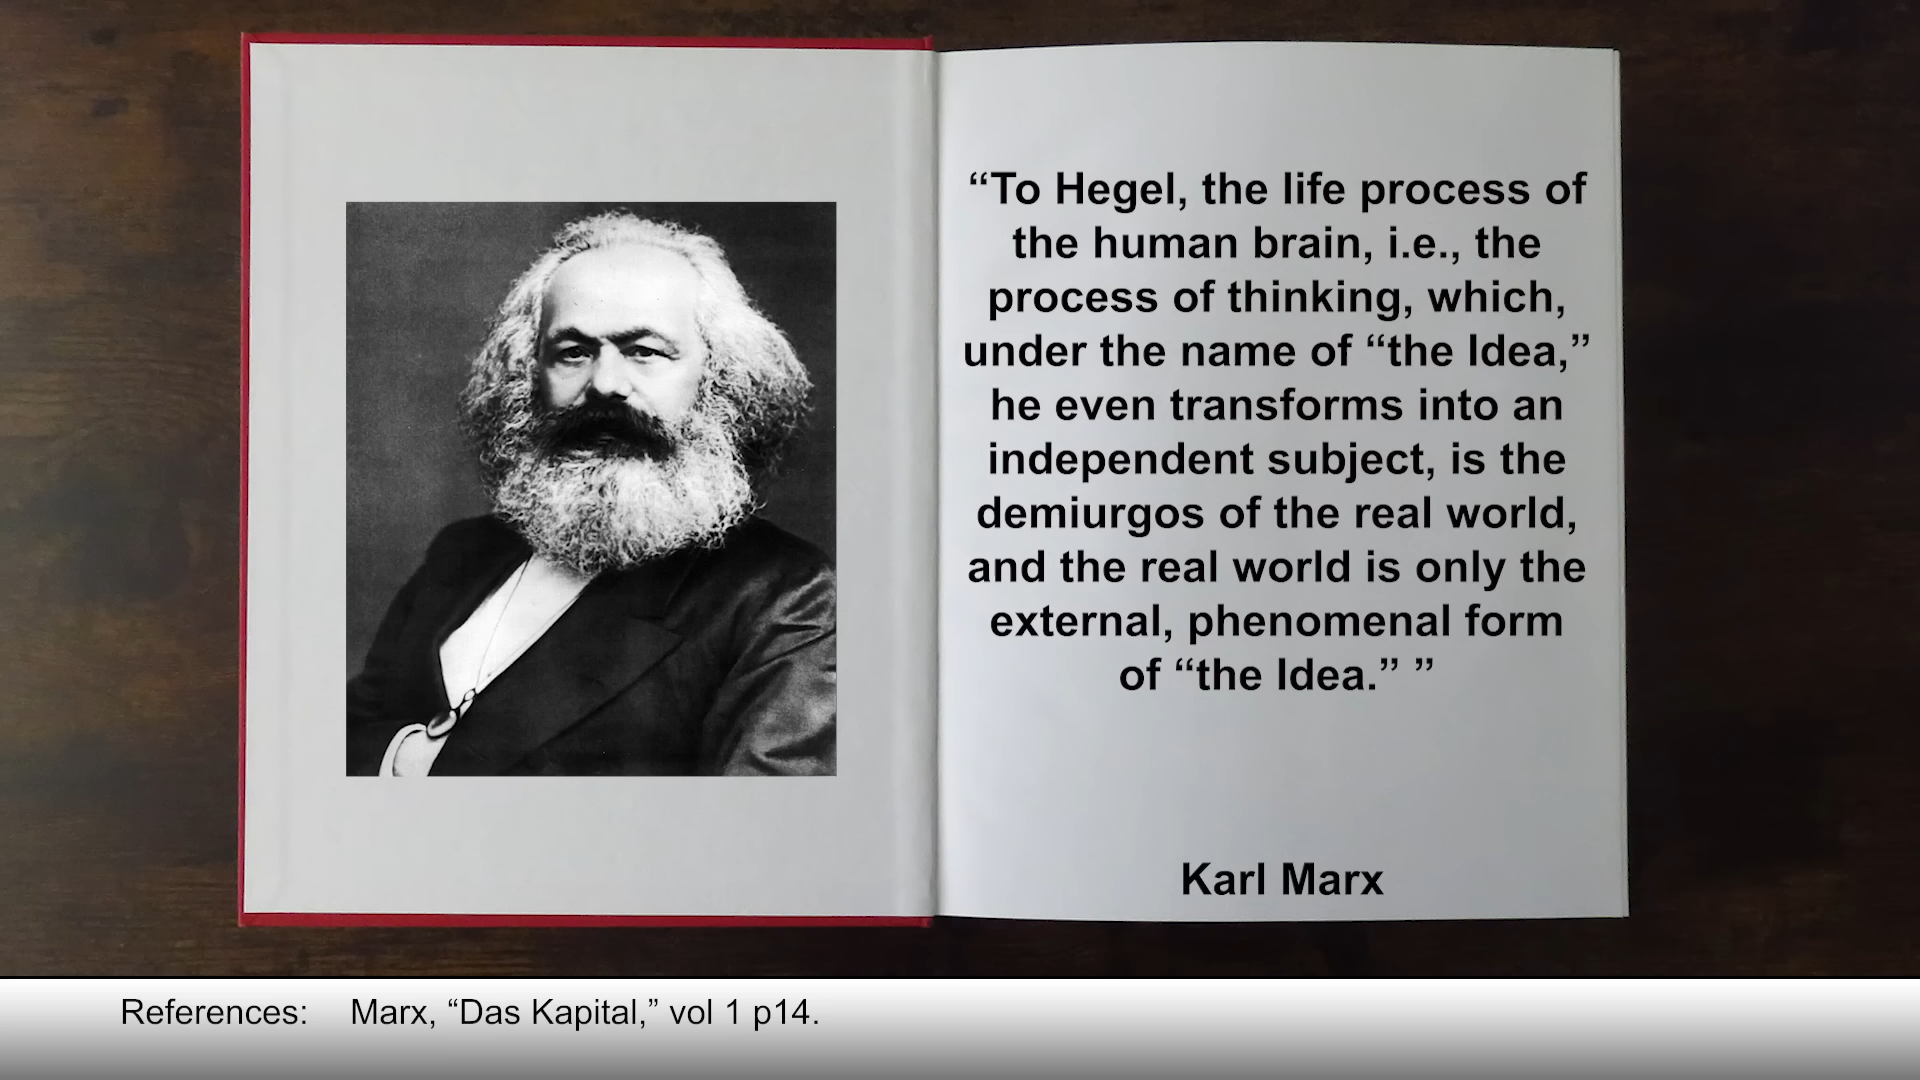 “To Hegel, the life process of
the human brain, i.e., the
process of thinking, which,
under the name of “the Idea,”
he even transforms into an
independent subject, is the
demiurgos of the real world,
and the real world is only the
external, phenomenal form
of “the Idea.” ”
Karl Marx
References: Marx, “Das Kapital,” vol 1 p14.